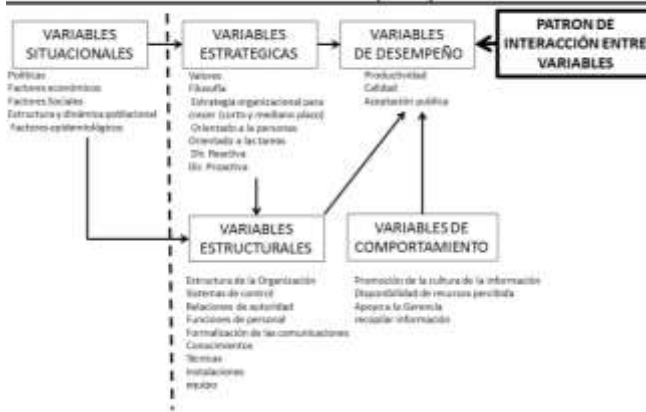 VARIABLES
SITUACIONALES
Políticas
Factores económicos
Factores Sociales
Estructura y dinámica poblacional
Factores epidemiológicos
VARIABLES
ESTRATEGICAS
Valores
Filosofía
Estrategia organizacional para
crecer (corto y mediano plazo)
Orientado a la personas
Orientado a las tareas
Dir. Reactiva
Dir. Proactiva
VARIABLES
DE DESEMPEÑO
Productividad
Calidad
Aceptación publica
PATRON DE
INTERACCIÓN ENTRE
VARIABLES
VARIABLES
ESTRUCTURALES
Estructura de la Organización
Sistemas de control
Relaciones de autoridad
Funciones de personal
Formalización de las comunicaciones
Conocimientos
Técnicas
Instalaciones
equipo
VARIABLES DE
COMPORTAMIENTO
Promoción de la cultura de la información
Disponibilidad de recursos percibida
Apoyo a la Gerencia
recopilar información